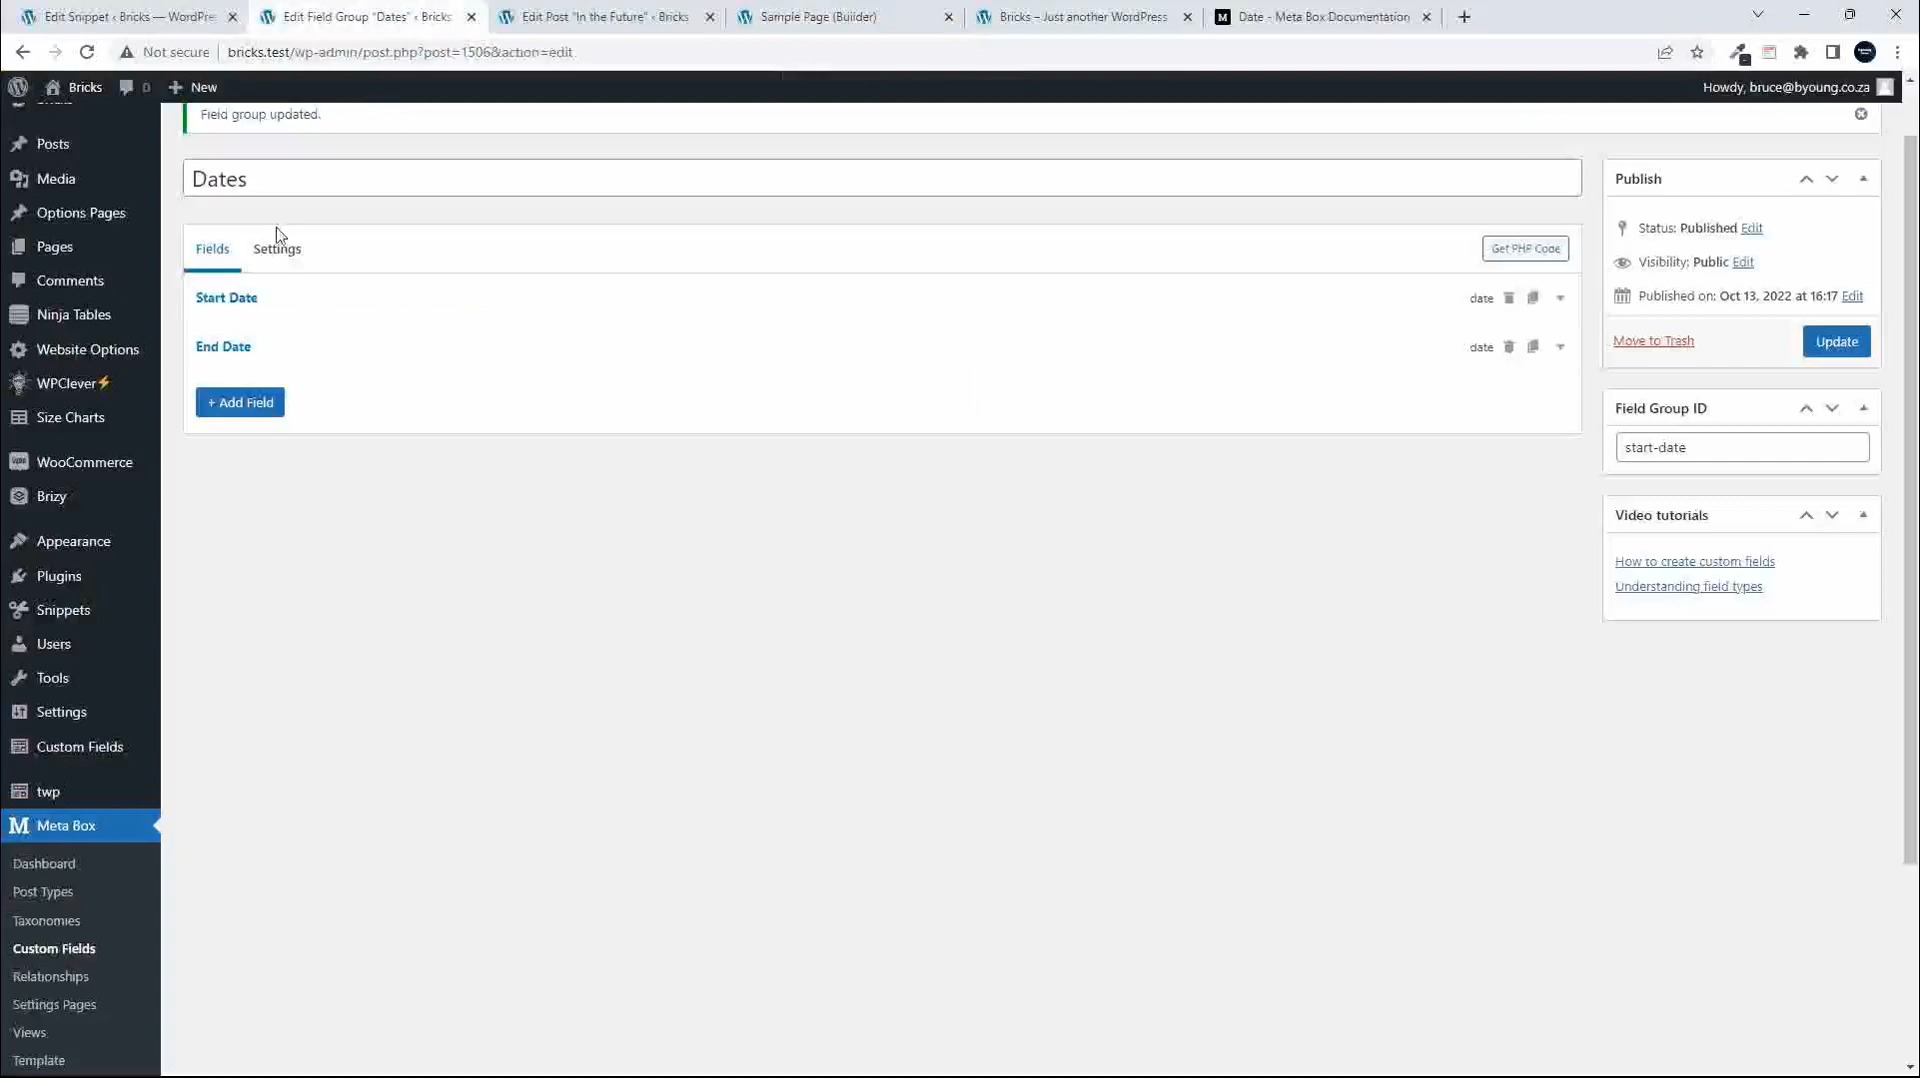 Edit Snippet ‹ Bricks — WordPre
Edit Field Group "Dates" ‹ Bricks
Edit Post "In the Future" ‹ Bricks
Sample Page (Builder)
Bricks – Just another WordPress
Date - Meta Box Documentation
Not secure
bricks.test/wp-admin/post.php?post=1506&action=edit
Bricks
0
New
Howdy, bruce@byoung.co.za
Field group updated.
Posts
Media
Options Pages
Pages
Comments
Ninja Tables
Website Options
WPClever⚡
Size Charts
WooCommerce
Brizy
Appearance
Plugins
Snippets
Users
Tools
Settings
Custom Fields
twp
Meta Box
Dashboard
Post Types
Taxonomies
Custom Fields
Relationships
Settings Pages
Views
Template
Dates
Fields
Settings
Get PHP Code
Start Date
date
End Date
date
+ Add Field
Publish
Status: Published Edit
Visibility: Public Edit
Published on: Oct 13, 2022 at 16:17 Edit
Move to Trash
Update
Field Group ID
start-date
Video tutorials
How to create custom fields
Understanding field types